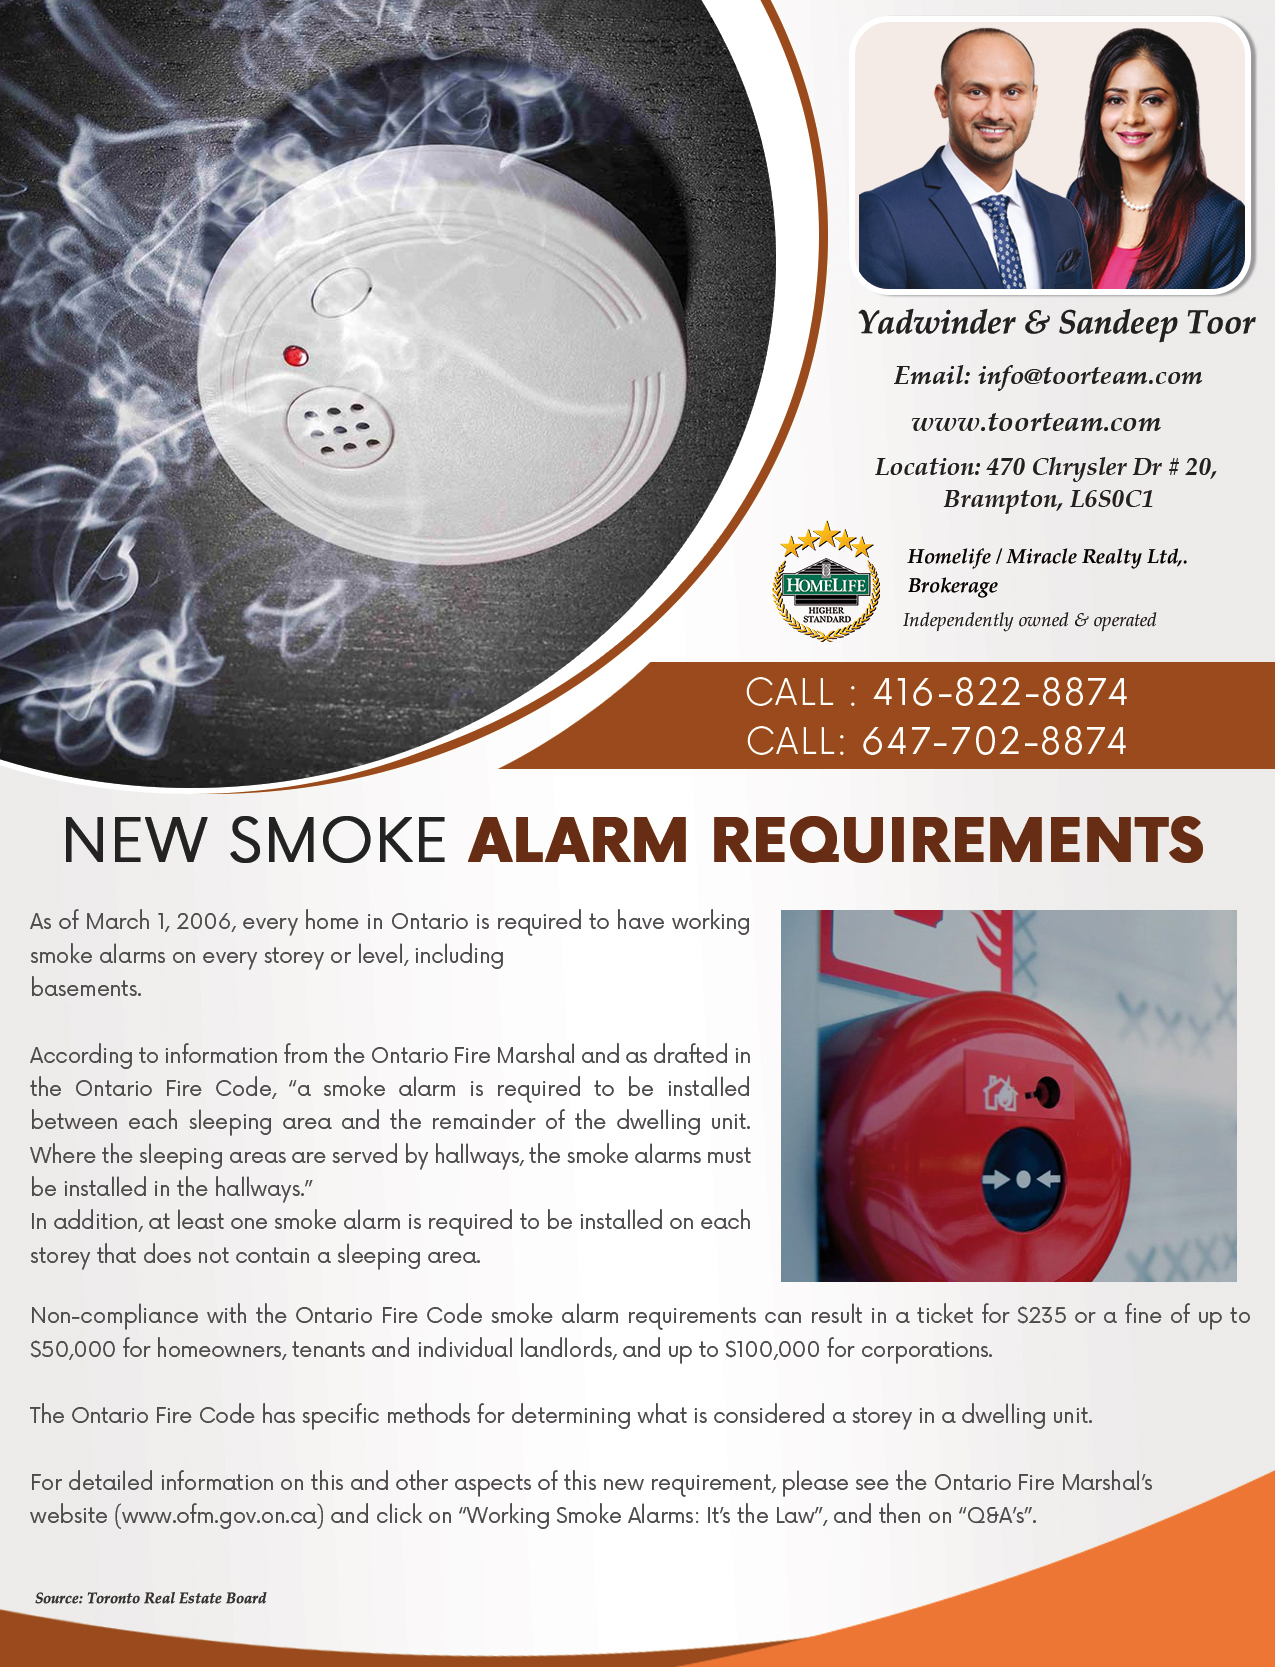 Yadwinder & Sandeep Toor
Email: info@toorteam.com
www.toorteam.com
Location: 470 Chrysler Dr # 20,
Brampton, L6S0C1
HOMELIFE
HIGHER
STANDARD
Homelife / Miracle Realty Ltd,.
Brokerage
Independently owned & operated
CALL : 416-822-8874
CALL: 647-702-8874
NEW SMOKE ALARM REQUIREMENTS
As of March 1, 2006, every home in Ontario is required to have working
smoke alarms on every storey or level, including
basements.
According to information from the Ontario Fire Marshal and as drafted in
the Ontario Fire Code, “a smoke alarm is required to be installed
between each sleeping area and the remainder of the dwelling unit.
Where the sleeping areas are served by hallways, the smoke alarms must
be installed in the hallways.”
In addition, at least one smoke alarm is required to be installed on each
storey that does not contain a sleeping area.
Non-compliance with the Ontario Fire Code smoke alarm requirements can result in a ticket for $235 or a fine of up to
$50,000 for homeowners, tenants and individual landlords, and up to $100,000 for corporations.
The Ontario Fire Code has specific methods for determining what is considered a storey in a dwelling unit.
For detailed information on this and other aspects of this new requirement, please see the Ontario Fire Marshal’s
website (www.ofm.gov.on.ca) and click on “Working Smoke Alarms: It’s the Law”, and then on “Q&A’s”.
Source: Toronto Real Estate Board